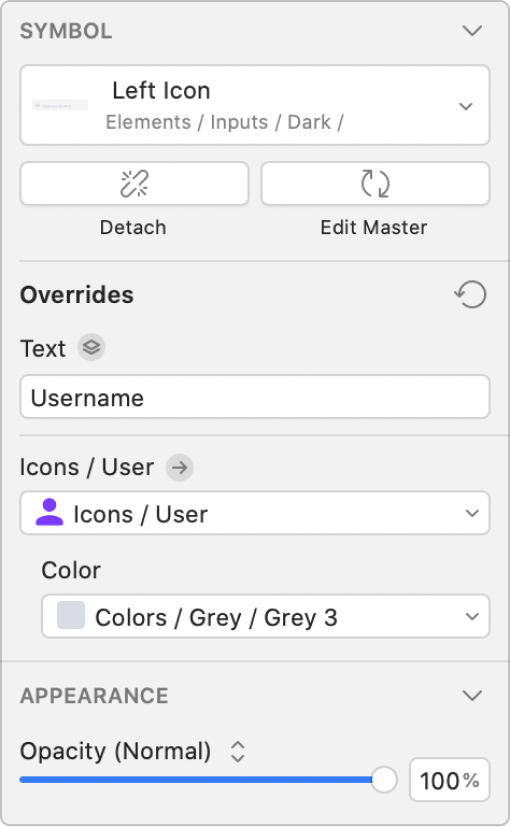 SYMBOL
Left Icon
Elements / Inputs / Dark /
Detach
Edit Master
Overrides
Text
Username
Icons / User
Icons / User
Color
Colors / Grey / Grey 3
APPEARANCE
Opacity (Normal)
100%